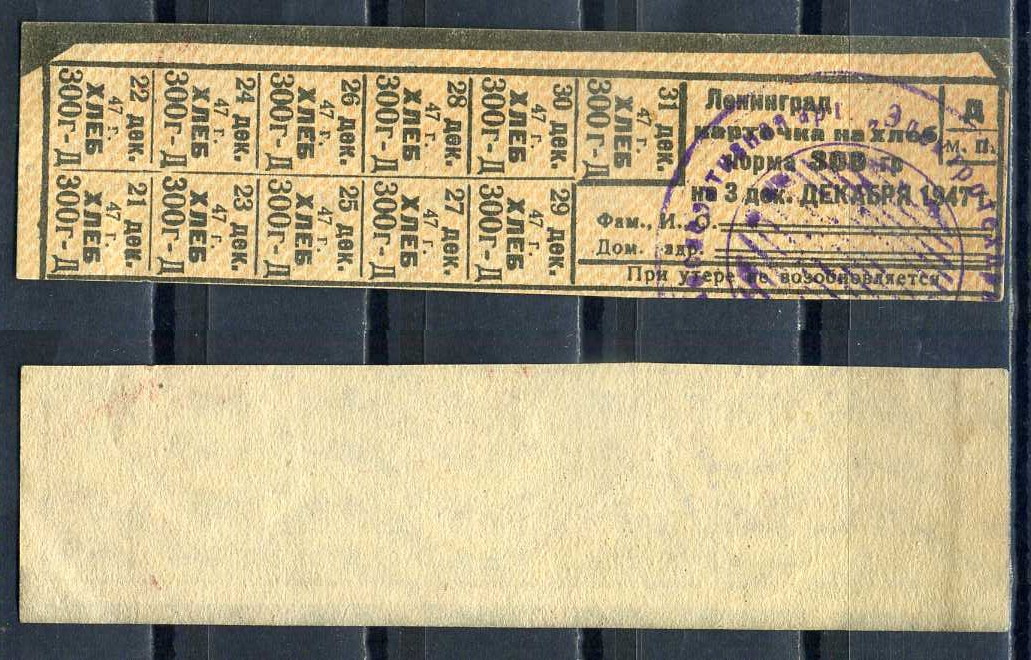 Ленинград
карточка на хлеб
Норма 300 гр
на 3 дек. ДЕКАБРЯ 1947
Д
М. П.
Фам., И., О.
Дом. адр.
При утере не возобновляется
31 дек.
ХЛЕБ
300г-Д
30 дек.
47 г.
ХЛЕБ
300г-Д
28 дек.
47 г.
ХЛЕБ
300г-Д
26 дек.
47 г.
ХЛЕБ
300г-Д
24 дек.
47 г.
ХЛЕБ
300г-Д
22 дек.
47 г.
ХЛЕБ
300г-Д
29 дек.
47 г.
ХЛЕБ
300г-Д
27 дек.
47 г.
ХЛЕБ
300г-Д
25 дек.
47 г.
ХЛЕБ
300г-Д
23 дек.
47 г.
ХЛЕБ
300г-Д
21 дек.
47 г.
ХЛЕБ
300г-Д